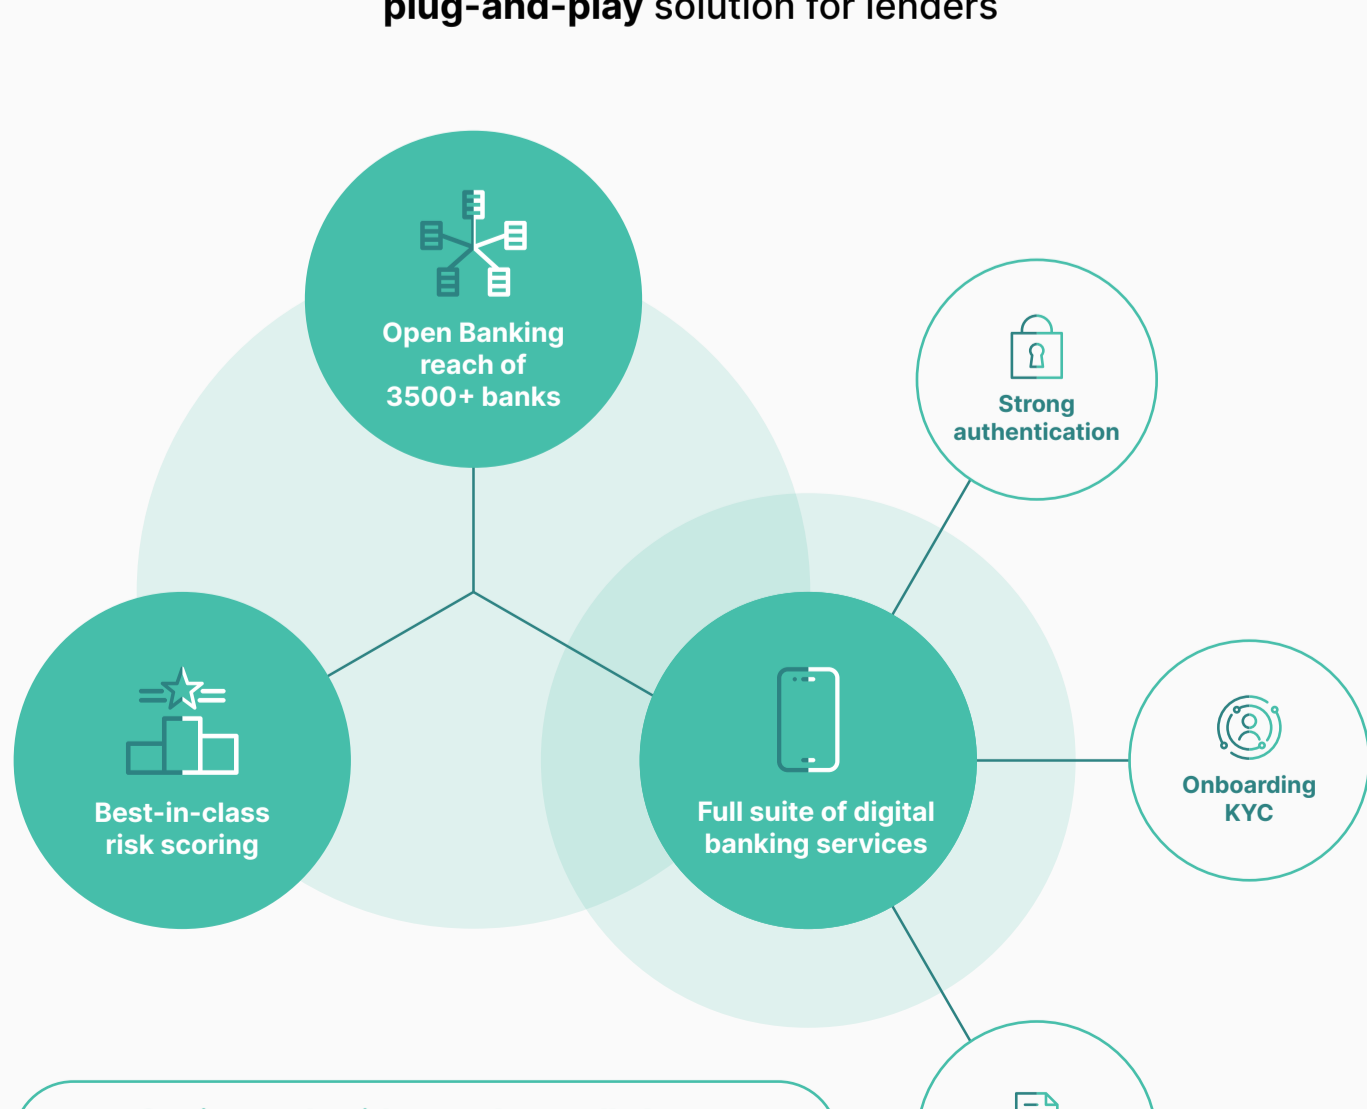 plug-and-play solution for lenders
Open Banking
reach of
3500+ banks
Strong
authentication
Best-in-class
risk scoring
Full suite of digital
banking services
Onboarding
KYC